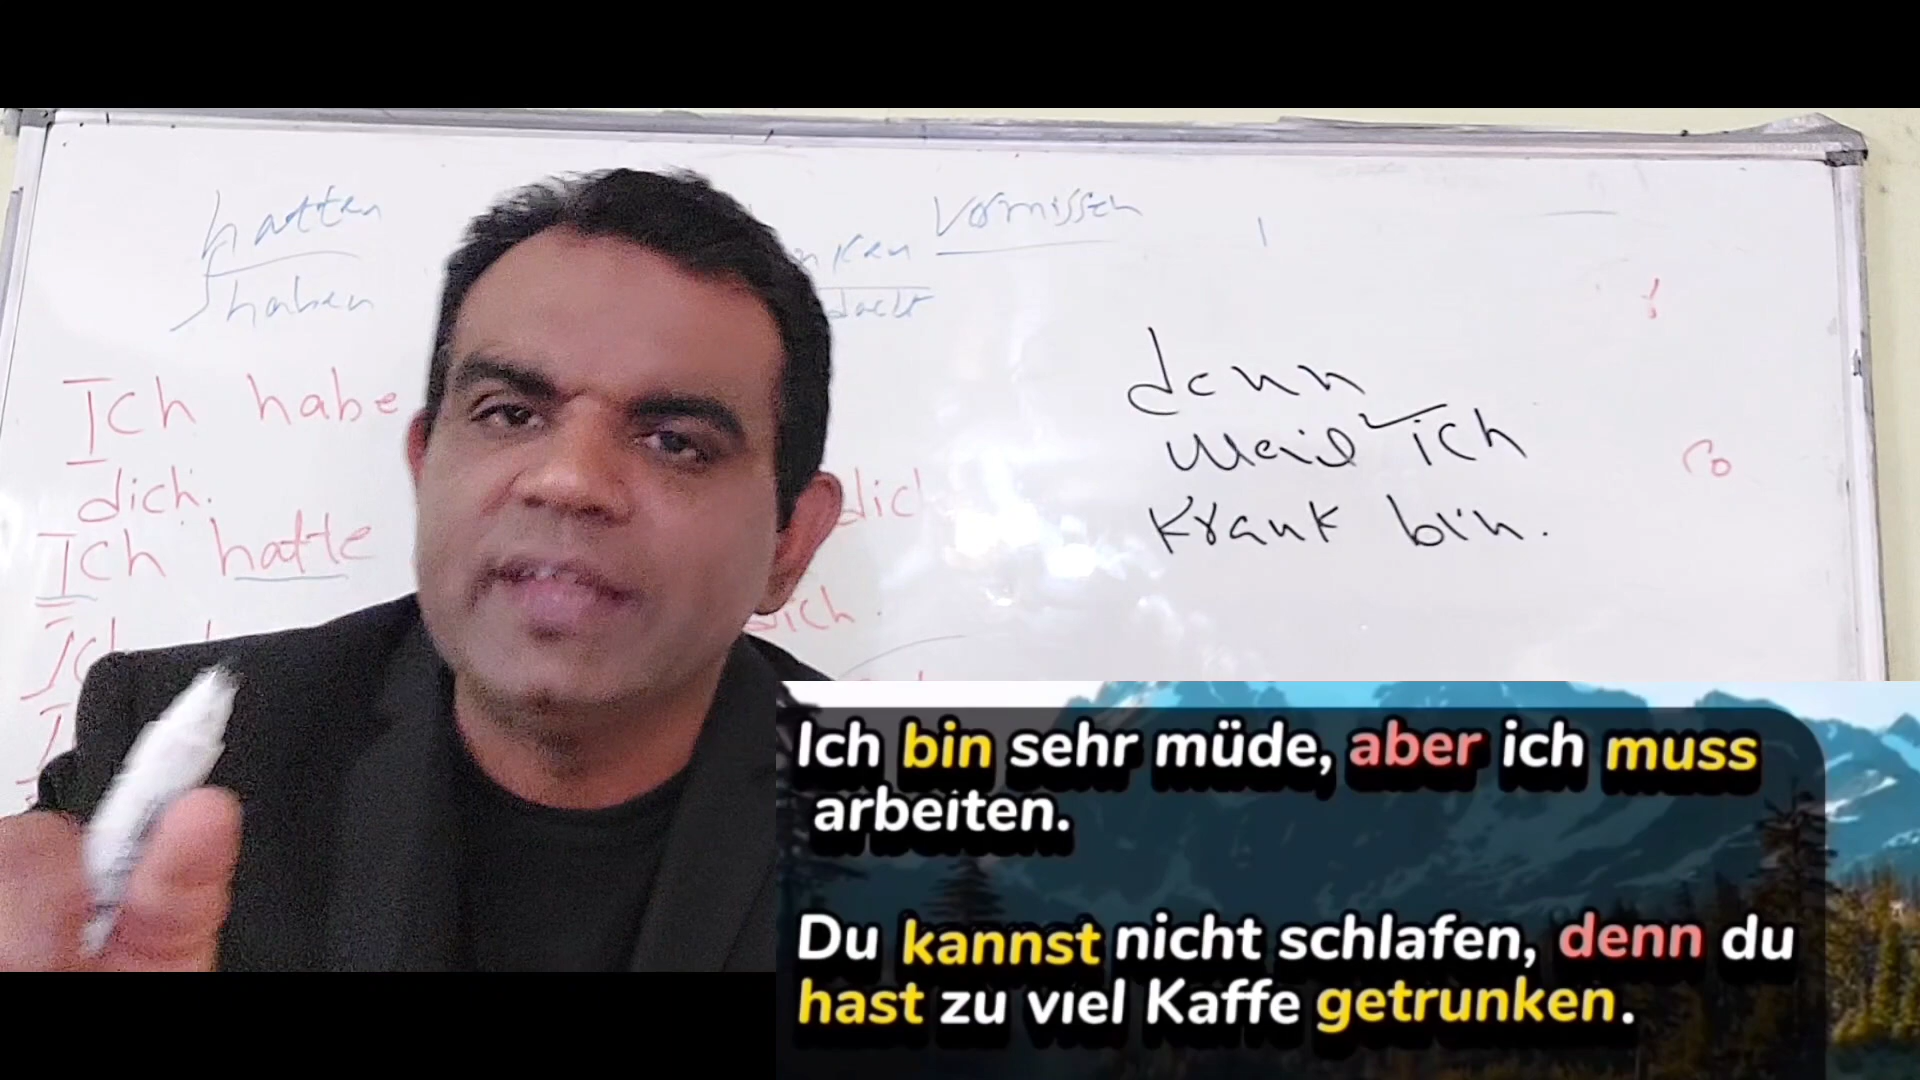 hatten
haben
Vormissen
Ich habe
dich.
Ich hatte
denn
weil ich
krank bin.
Ich bin sehr müde, aber ich muss
arbeiten.
Du kannst nicht schlafen, denn du
hast zu viel Kaffe getrunken.